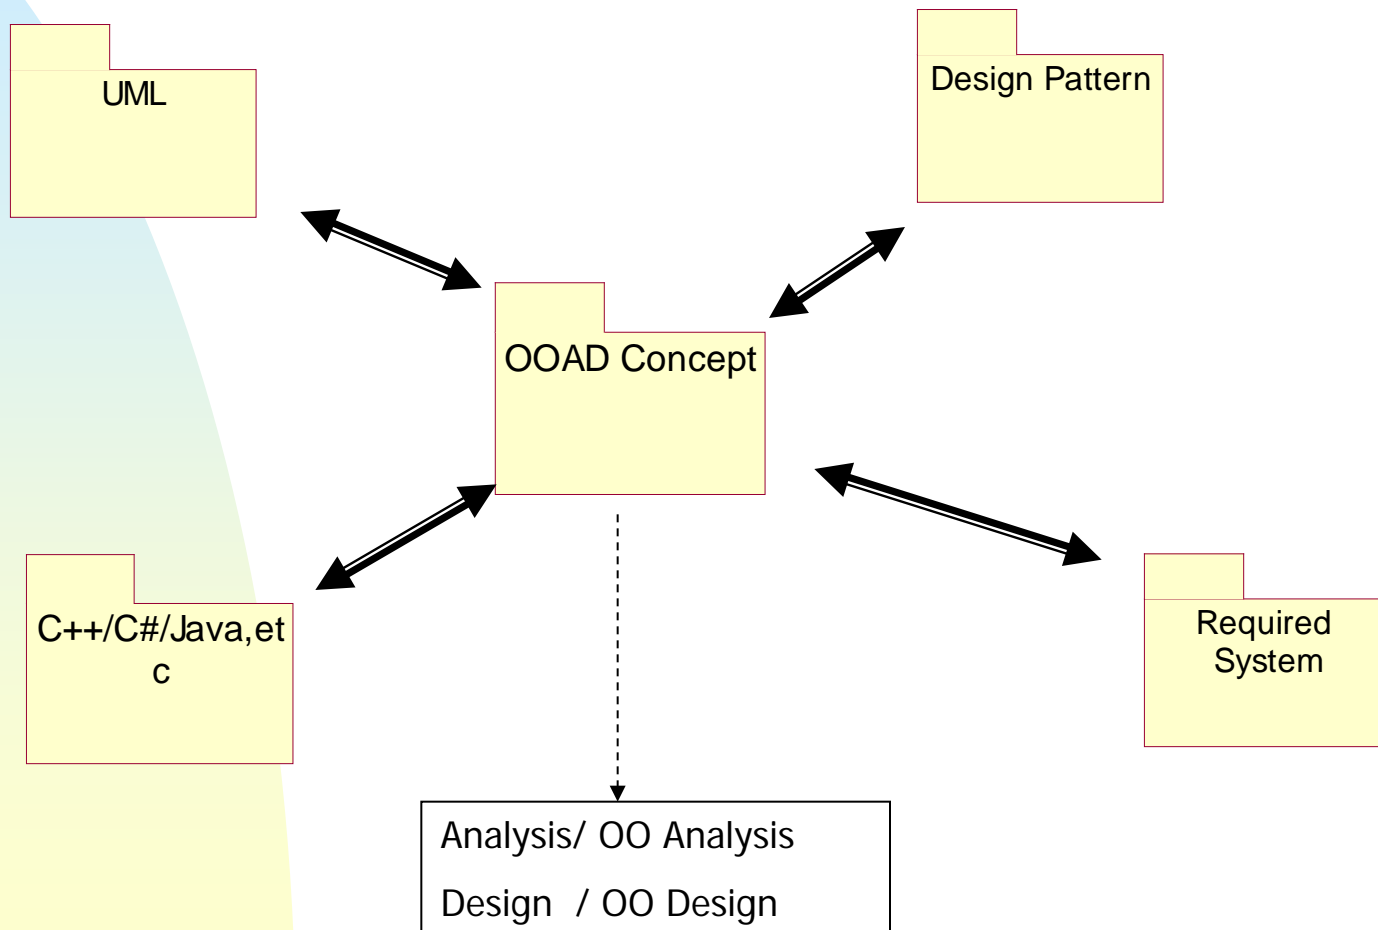 UML
Design Pattern
OOAD Concept
C++/C#/Java,et
c
Required
System
Analysis/ OO Analysis
Design / OO Design